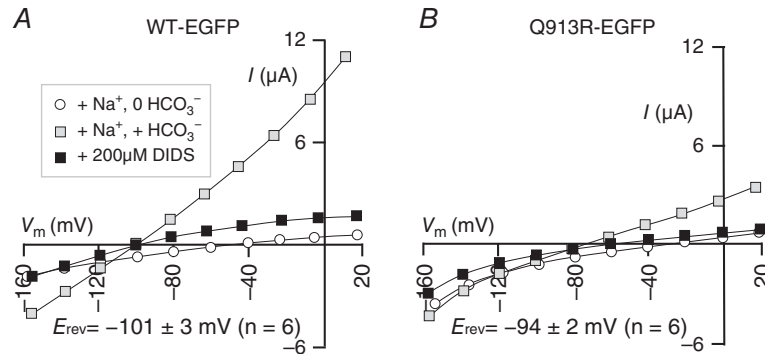 A
WT-EGFP
12
I (µA)
+ Na⁺, 0 HCO₃⁻
+ Na⁺, + HCO₃⁻
+ 200µM DIDS
6
Vm (mV)
−160
−120
−80
−40
20
Erev= −101 ± 3 mV (n = 6)
−6
B
Q913R-EGFP
12
I (µA)
6
Vm (mV)
−160
−120
−80
−40
20
Erev= −94 ± 2 mV (n = 6)
−6